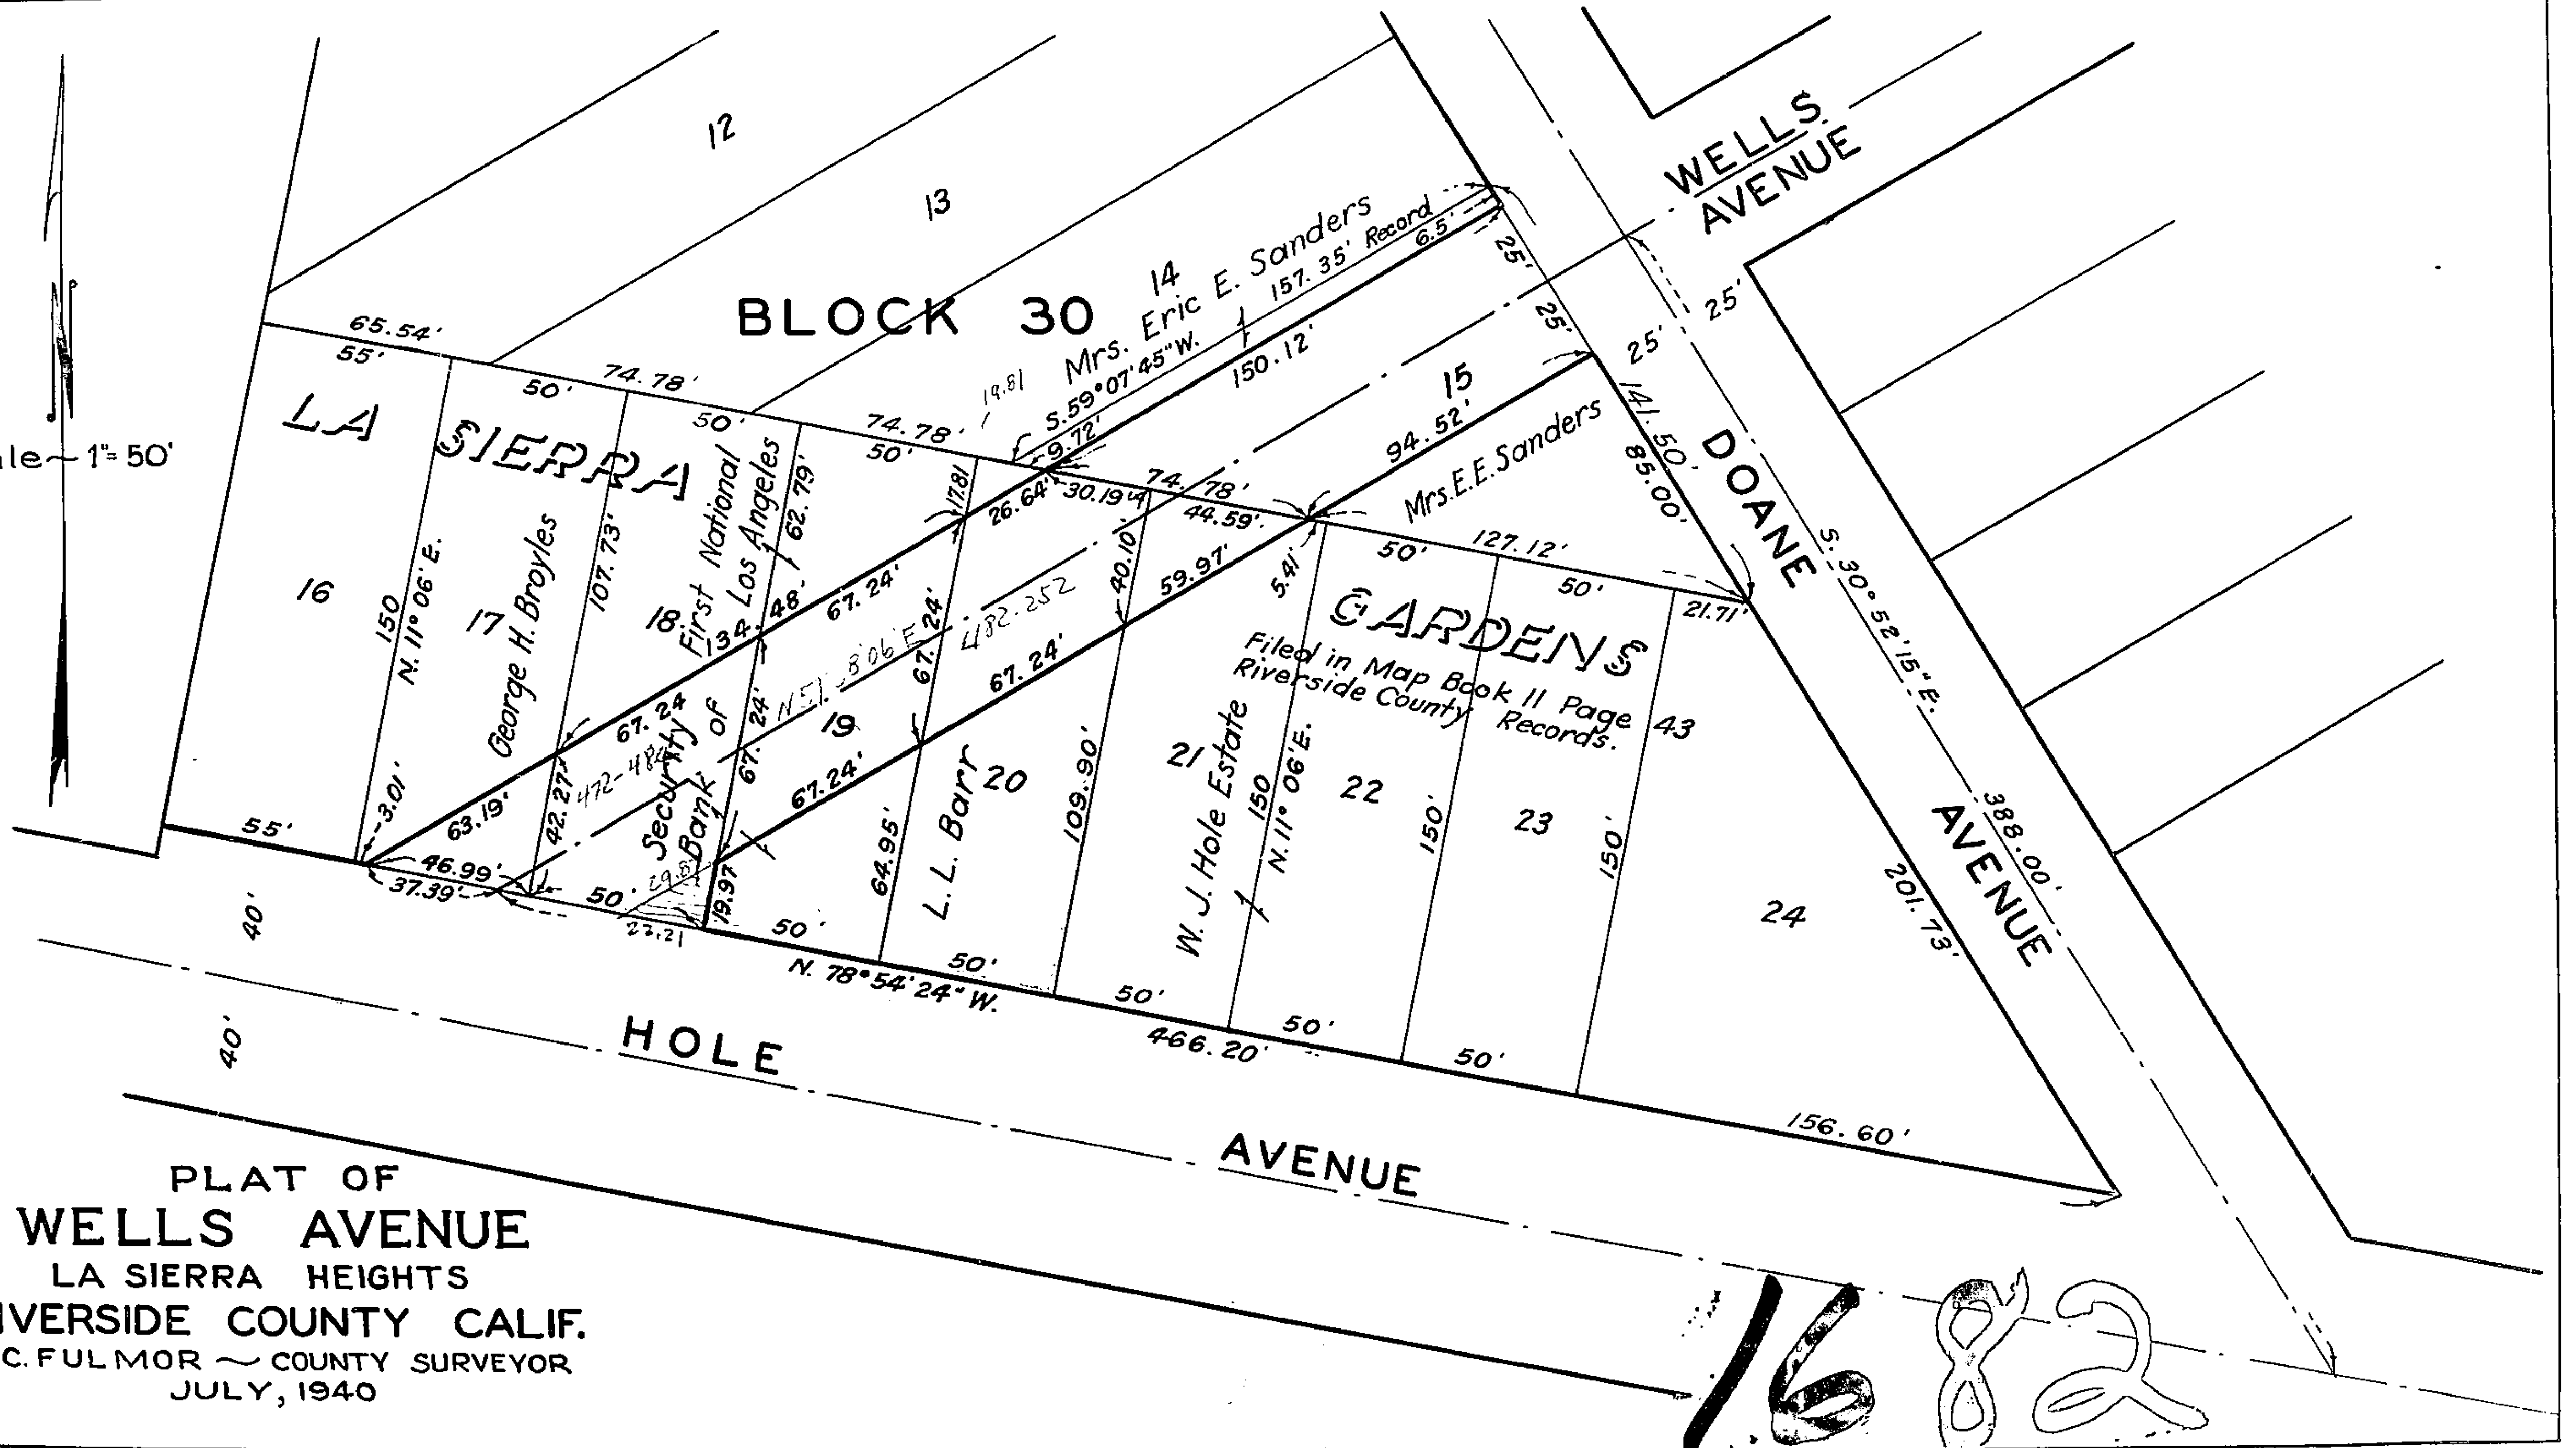 12
13
14
BLOCK 30
Mrs. Eric E. Sanders
157.35' Record
S. 59°07'45" W.
6.5'
150.12'
9.72'
19.81
WELLS
AVENUE
25'
25'
25'
25'
15
94.52'
Mrs. E. E. Sanders
141.50'
85.00'
DOANE
AVENUE
S. 30° 52' 15" E.
388.00'
201.73'
65.54'
55'
50'
74.78'
50'
74.78'
50'
74.78'
30.19'
44.59'
127.12'
50'
50'
21.71'
LA SIERRA GARDENS
Filed in Map Book 11 Page 43
Riverside County Records.
1"=50'
16
150
N. 11° 06' E.
3.01'
17
George H. Broyles
107.73'
42.27'
63.19'
18
Security First National
Bank of Los Angeles
62.79'
134.48
67.24
67.24'
67.24'
19.97
17.81
26.64'
67.24'
64.95'
19
67.24'
67.24'
59.97'
40.10'
109.90'
5.41'
482.252
20
L. L. Barr
21
W. J. Hole Estate
150
N. 11° 06' E.
22
150'
23
150'
24
55'
46.99'
37.39'
50'
22.21
50'
50'
50'
50'
50'
156.60'
N. 78°54'24" W.
466.20'
40'
40'
HOLE AVENUE
PLAT OF
WELLS AVENUE
LA SIERRA HEIGHTS
IVERSIDE COUNTY CALIF.
C. FULMOR ~ COUNTY SURVEYOR
JULY, 1940
1682